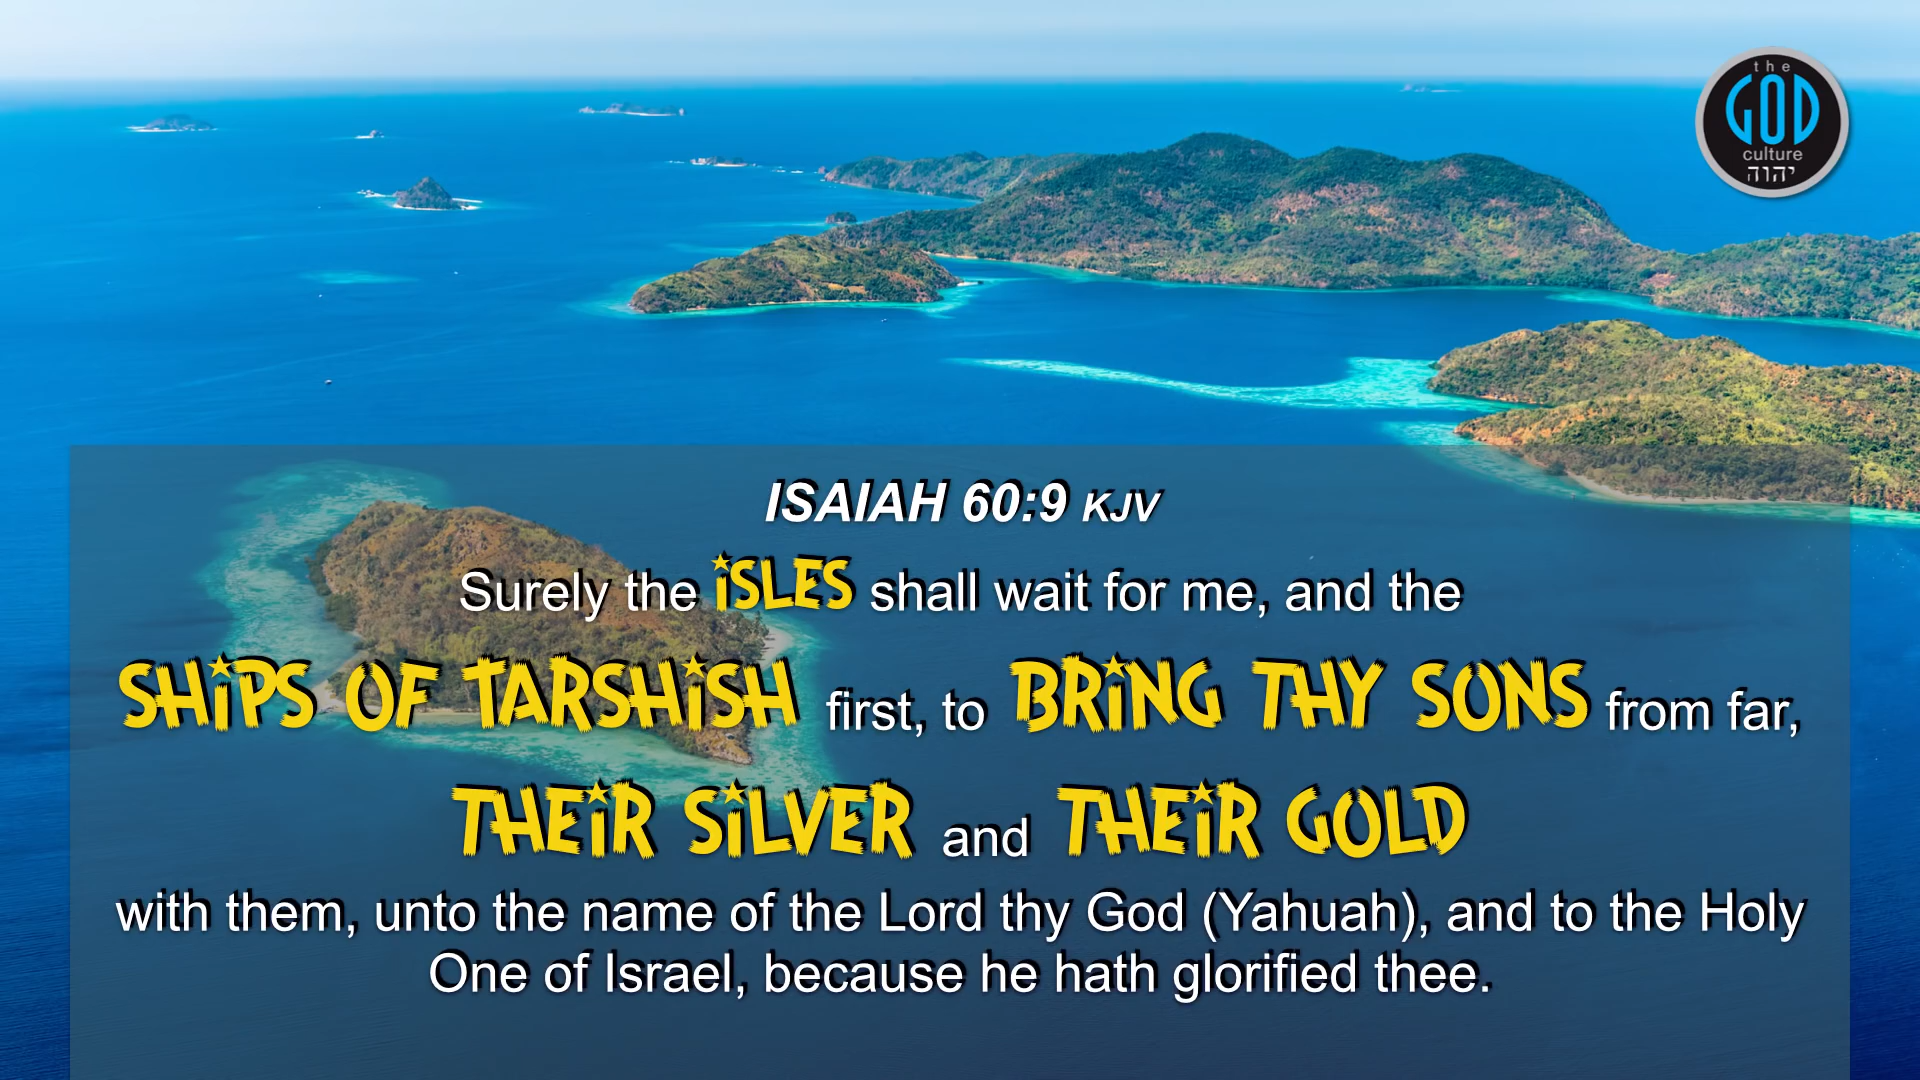 the
GOD
culture
יהוה
ISAIAH 60:9 KJV
Surely the iSLES shall wait for me, and the
SHiPS OF TARSHiSH first, to BRiNG THY SONS from far,
THEiR SiLVER and THEiR GOLD
with them, unto the name of the Lord thy God (Yahuah), and to the Holy
One of Israel, because he hath glorified thee.